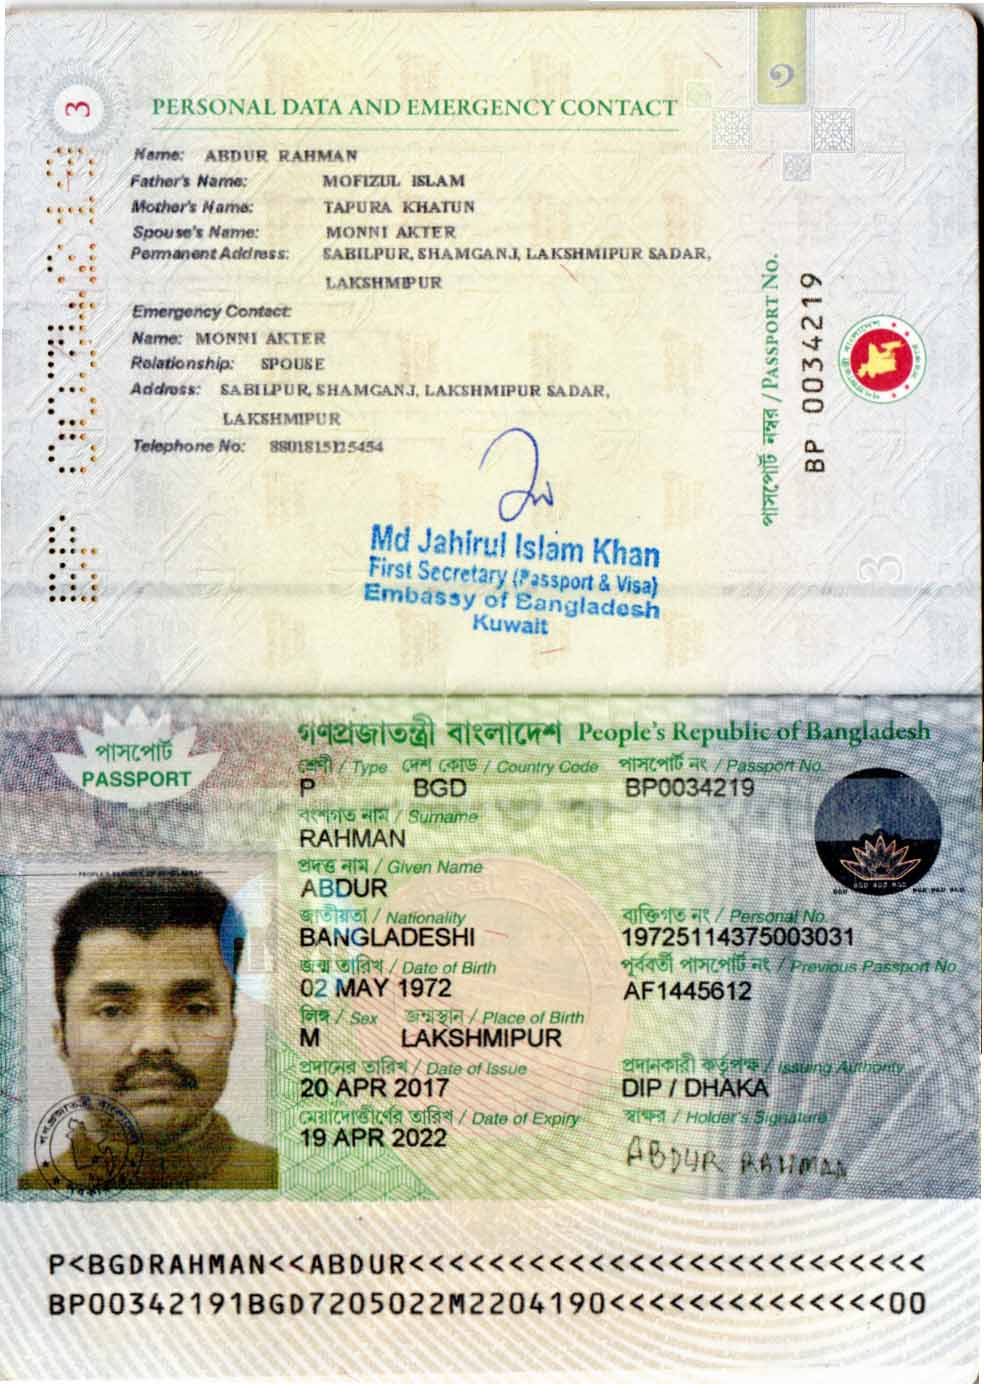 3
PERSONAL DATA AND EMERGENCY CONTACT
Name: ABDUR RAHMAN
Father's Name: MOFIZUL ISLAM
Mother's Name: TAPURA KHATUN
Spouse's Name: MONNI AKTER
Permanent Address: SABILPUR, SHAMGANJ, LAKSHMIPUR SADAR,
LAKSHMIPUR
Emergency Contact:
Name: MONNI AKTER
Relationship: SPOUSE
Address: SABILPUR, SHAMGANJ, LAKSHMIPUR SADAR,
LAKSHMIPUR
Telephone No: 8801815125454
পাসপোর্ট নম্বর / PASSPORT No.
BP 0034219
3
Md Jahirul Islam Khan
First Secretary (Passport & Visa)
Embassy of Bangladesh
Kuwait
পাসপোর্ট
PASSPORT
গণপ্রজাতন্ত্রী বাংলাদেশ People's Republic of Bangladesh
শ্রেণী / Type দেশ কোড / Country Code পাসপোর্ট নং / Passport No.
P BGD BP0034219
বংশগত নাম / Surname
RAHMAN
প্রদত্ত নাম / Given Name
ABDUR
জাতীয়তা / Nationality ব্যক্তিগত নং / Personal No.
BANGLADESHI 19725114375003031
জন্ম তারিখ / Date of Birth পূর্ববর্তী পাসপোর্ট নং / Previous Passport No
02 MAY 1972 AF1445612
লিঙ্গ / Sex জন্মস্থান / Place of Birth
M LAKSHMIPUR
প্রদানের তারিখ / Date of Issue প্রদানকারী কর্তৃপক্ষ / Issuing Authority
20 APR 2017 DIP / DHAKA
মেয়াদোত্তীর্ণের তারিখ / Date of Expiry স্বাক্ষর / Holder's Signature
19 APR 2022 ABDUR RAHMAN
P<BGDRAHMAN<<ABDUR<<<<<<<<<<<<<<<<<<<<<<<<<<
BP00342191BGD7205022M2204190<<<<<<<<<<<<<<00